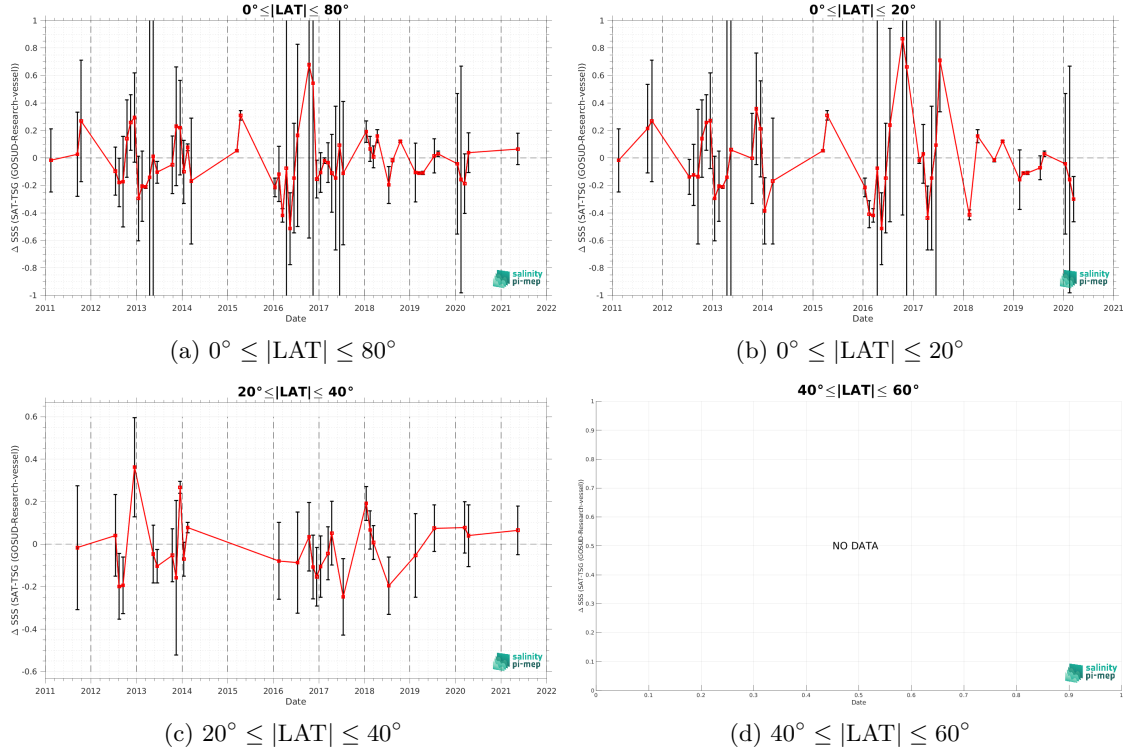 0°≤|LAT|≤ 80°
Δ SSS (SAT-TSG (GOSUD-Research-vessel))
1
0.8
0.6
0.4
0.2
0
-0.2
-0.4
-0.6
-0.8
-1
2011 2012 2013 2014 2015 2016 2017 2018 2019 2020 2021 2022
Date
salinity
pi-mep
(a) 0° ≤ |LAT| ≤ 80°
0°≤|LAT|≤ 20°
Δ SSS (SAT-TSG (GOSUD-Research-vessel))
1
0.8
0.6
0.4
0.2
0
-0.2
-0.4
-0.6
-0.8
-1
2011 2012 2013 2014 2015 2016 2017 2018 2019 2020 2021
Date
salinity
pi-mep
(b) 0° ≤ |LAT| ≤ 20°
20°≤|LAT|≤ 40°
Δ SSS (SAT-TSG (GOSUD-Research-vessel))
0.6
0.4
0.2
0
-0.2
-0.4
-0.6
2011 2012 2013 2014 2015 2016 2017 2018 2019 2020 2021 2022
Date
salinity
pi-mep
(c) 20° ≤ |LAT| ≤ 40°
40°≤|LAT|≤ 60°
Δ SSS (SAT-TSG (GOSUD-Research-vessel))
1
0.9
0.8
0.7
0.6
0.5
0.4
0.3
0.2
0.1
0
NO DATA
0 0.1 0.2 0.3 0.4 0.5 0.6 0.7 0.8 0.9 1
Date
salinity
pi-mep
(d) 40° ≤ |LAT| ≤ 60°